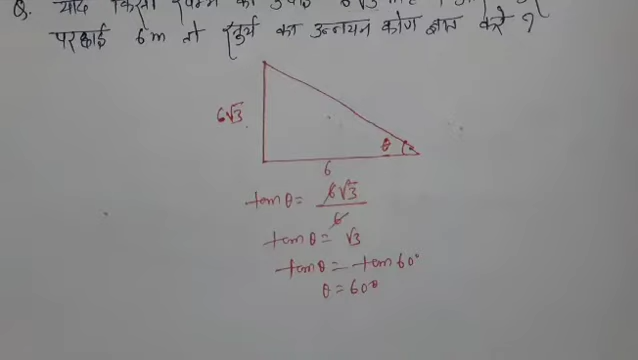 Q. यदि किसी स्तम्भ की ऊंचाई 6√3
परछाई 6 m तो सूर्य का उन्नयन कोण ज्ञात करे ?
6√3
θ
6
tanθ = 6√3 / 6
tanθ = √3
tanθ = tan 60°
θ = 60°